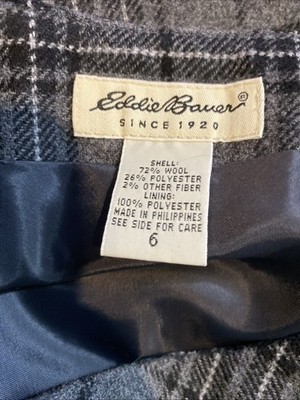 Eddie Bauer®
SINCE 1920
SHELL:
72% WOOL
26% POLYESTER
2% OTHER FIBER
LINING:
100% POLYESTER
MADE IN PHILIPPINES
SEE SIDE FOR CARE
6